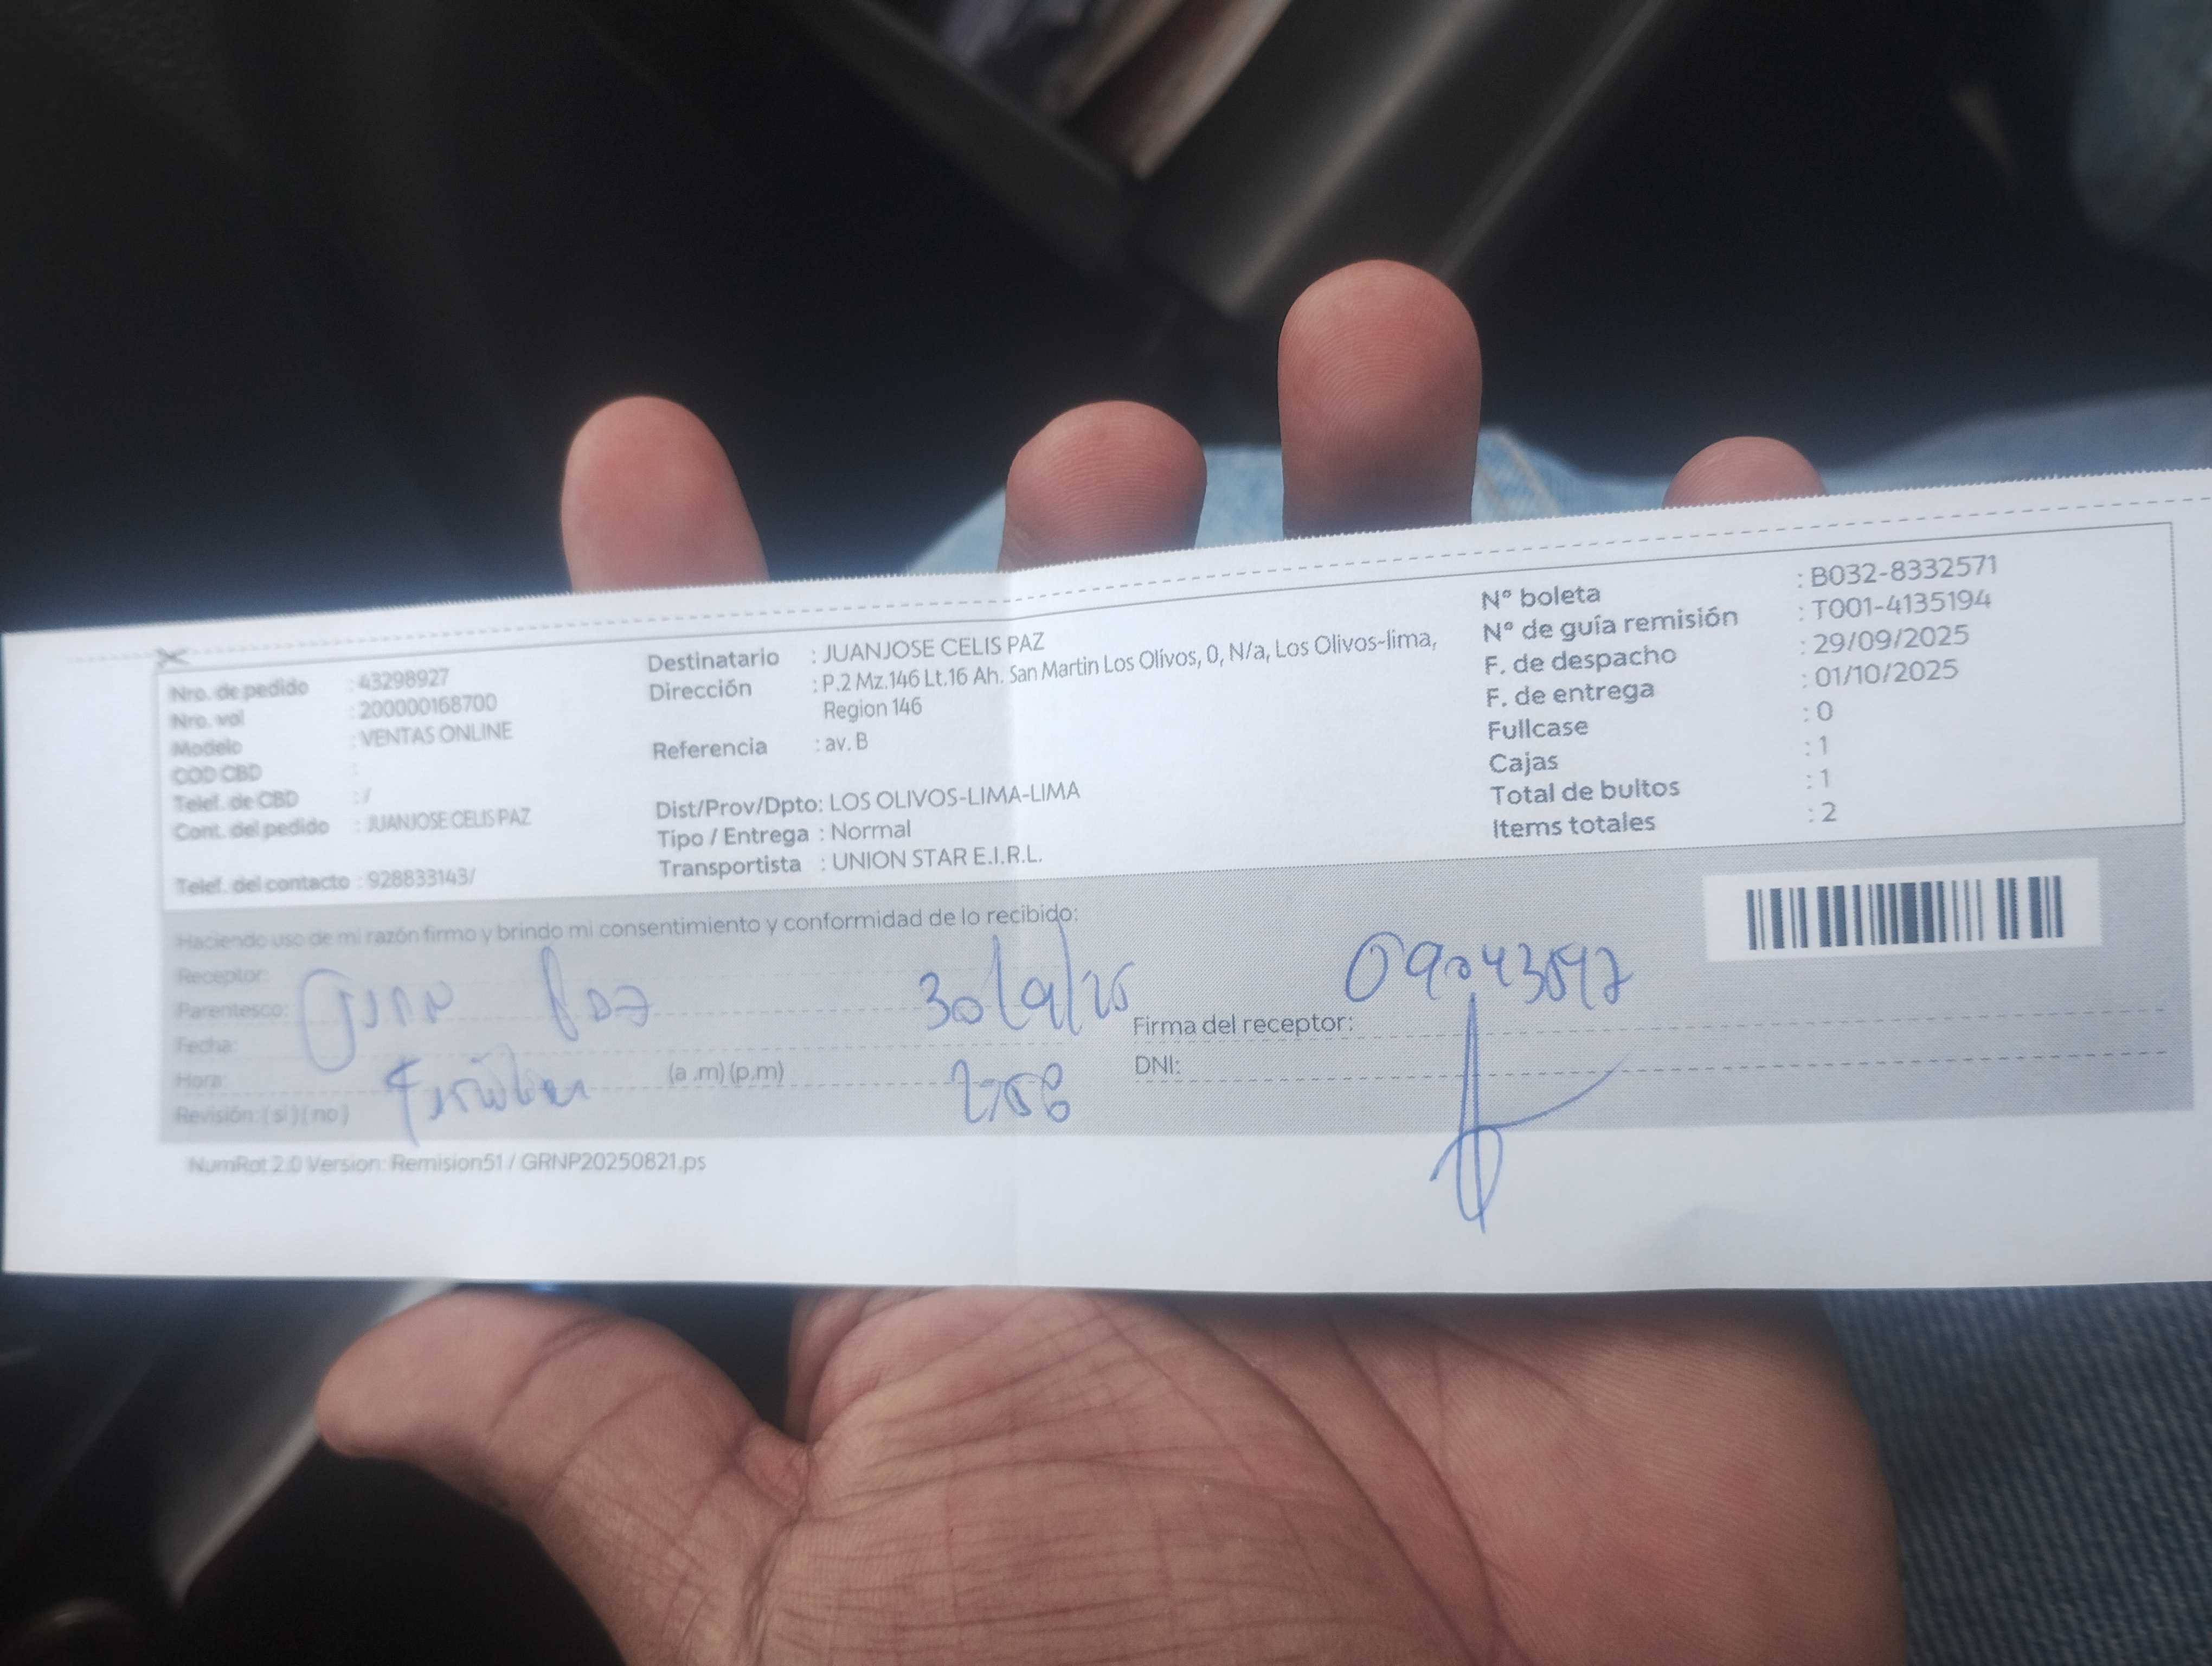 Nro. de pedido : 43298927
Nro. vol : 200000168700
Modelo : VENTAS ONLINE
COD CBD :
Telef. de CBD : /
Cont. del pedido : JUANJOSE CELIS PAZ
Telef. del contacto : 928833143/
Destinatario : JUANJOSE CELIS PAZ
Dirección : P.2 Mz.146 Lt.16 Ah. San Martin Los Olivos, 0, N/a, Los Olivos-lima,
Region 146
Referencia : av. B
Dist/Prov/Dpto: LOS OLIVOS-LIMA-LIMA
Tipo / Entrega : Normal
Transportista : UNION STAR E.I.R.L.
N° boleta : B032-8332571
N° de guía remisión : T001-4135194
F. de despacho : 29/09/2025
F. de entrega : 01/10/2025
Fullcase : 0
Cajas : 1
Total de bultos : 1
Items totales : 2
Haciendo uso de mi razón firmo y brindo mi consentimiento y conformidad de lo recibido:
Receptor:
Parentesco: Juan Paz
Fecha: 30/9/25
Hora: (a .m) (p.m)
Revisión: ( si ) ( no )
Firma del receptor:
DNI:
NumRot 2.0 Version: Remision51 / GRNP20250821.ps